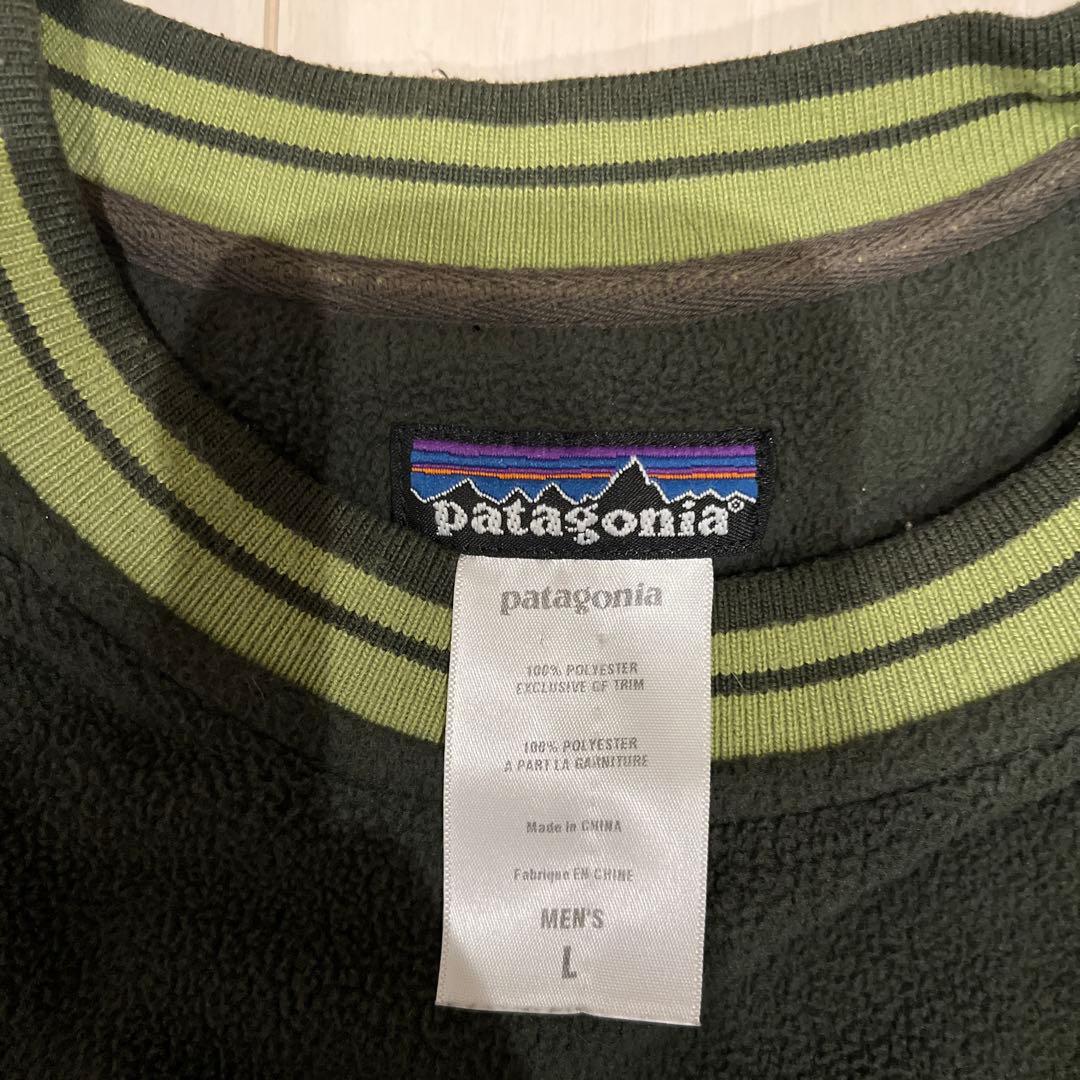 patagonia®
patagonia
100% POLYESTER
EXCLUSIVE OF TRIM
100% POLYESTER
A PART LA GARNITURE
Made in CHINA
Fabriqué EN CHINE
MEN'S
L